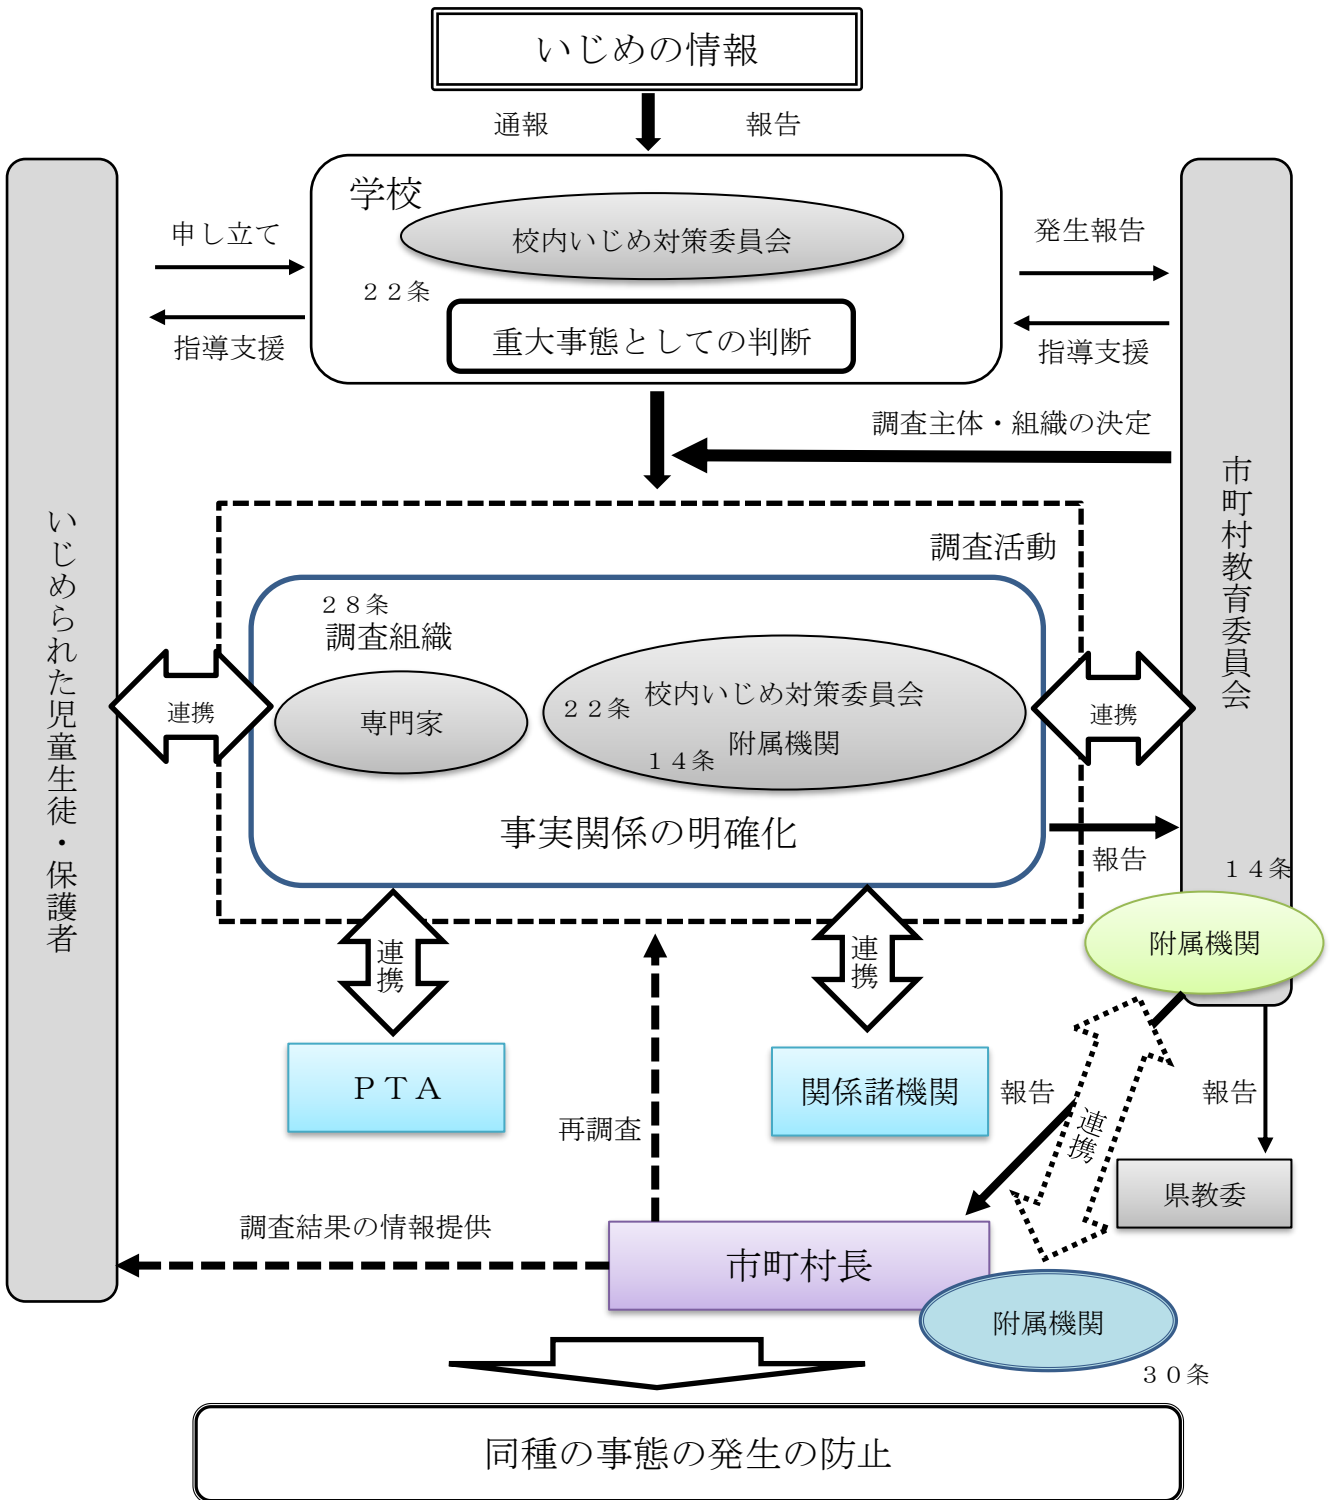 いじめの情報
通報
報告
学校
校内いじめ対策委員会
２２条
重大事態としての判断
申し立て
指導支援
発生報告
指導支援
調査主体・組織の決定
いじめられた児童生徒・保護者
市町村教育委員会
調査活動
２８条
調査組織
専門家
２２条
校内いじめ対策委員会
１４条
附属機関
事実関係の明確化
連携
連携
報告
１４条
附属機関
連携
連携
ＰＴＡ
関係諸機関
報告
連携
報告
県教委
再調査
調査結果の情報提供
市町村長
附属機関
３０条
同種の事態の発生の防止